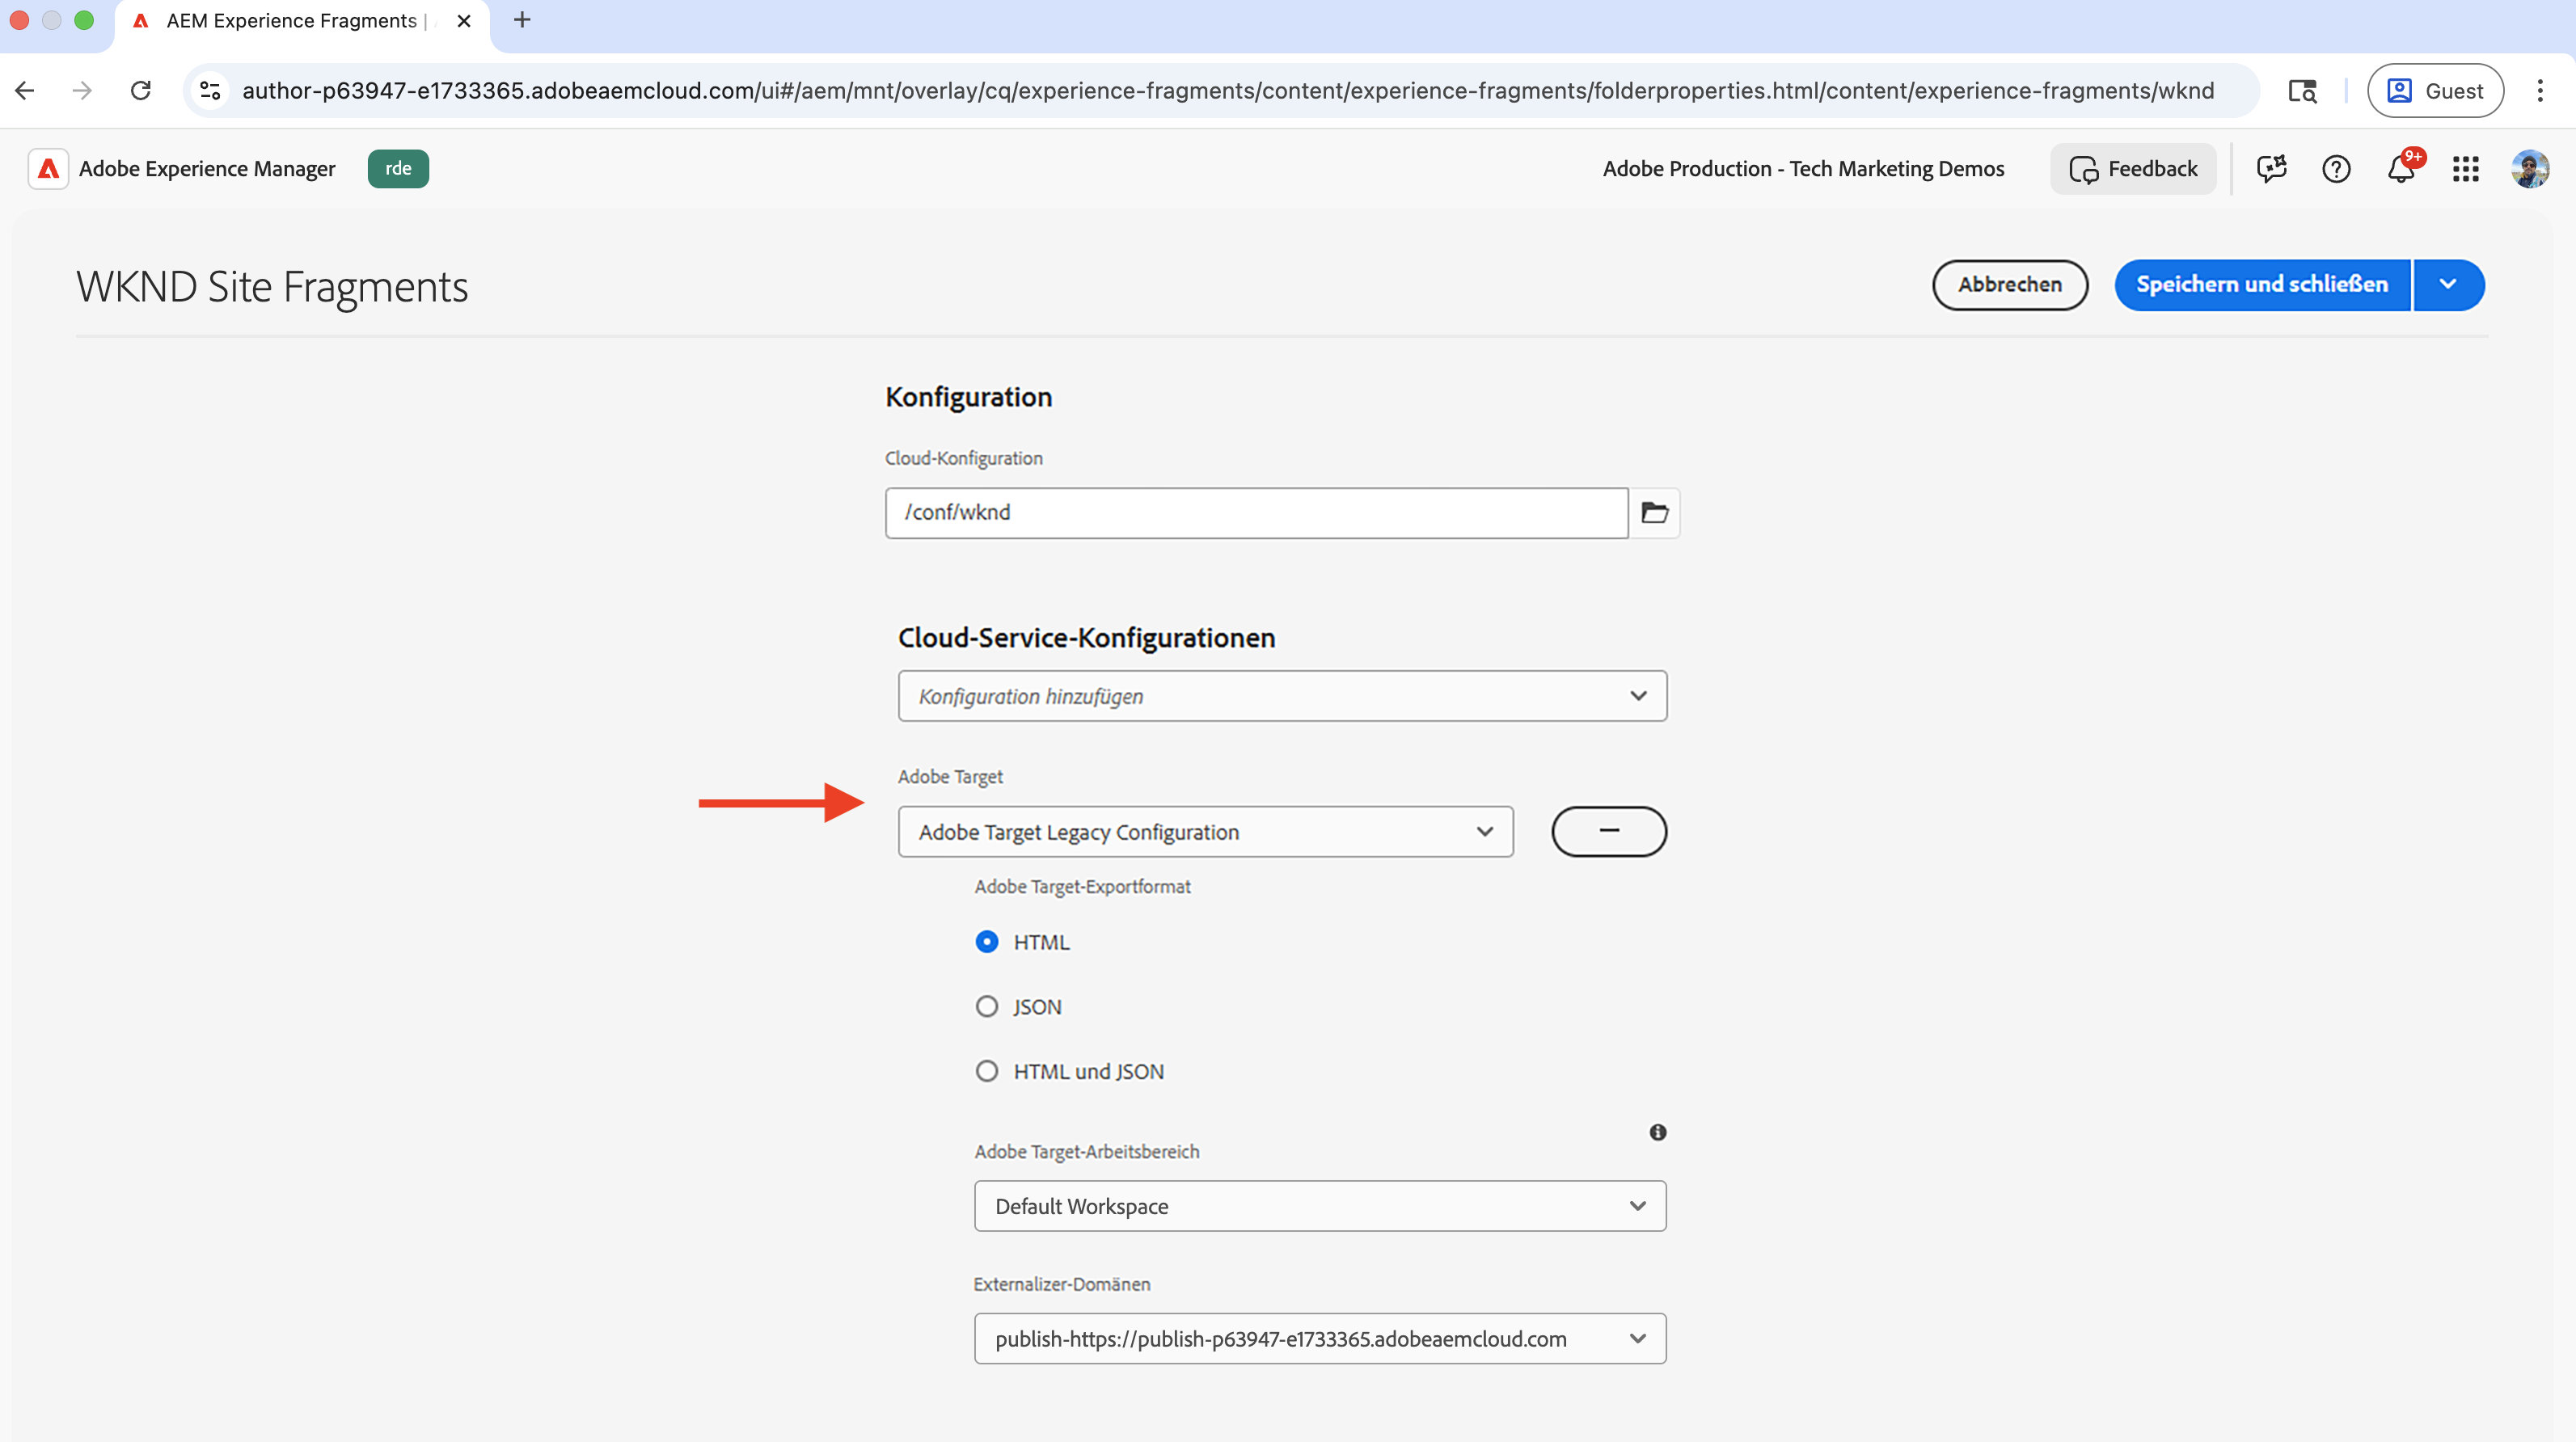 AEM Experience Fragments |
author-p63947-e1733365.adobeaemcloud.com/ui#/aem/mnt/overlay/cq/experience-fragments/content/experience-fragments/folderproperties.html/content/experience-fragments/wknd
Guest
Adobe Experience Manager
rde
Adobe Production - Tech Marketing Demos
Feedback
9+
WKND Site Fragments
Abbrechen
Speichern und schließen
Konfiguration
Cloud-Konfiguration
/conf/wknd
Cloud-Service-Konfigurationen
Konfiguration hinzufügen
Adobe Target
Adobe Target Legacy Configuration
Adobe Target-Exportformat
HTML
JSON
HTML und JSON
Adobe Target-Arbeitsbereich
Default Workspace
Externalizer-Domänen
publish-https://publish-p63947-e1733365.adobeaemcloud.com